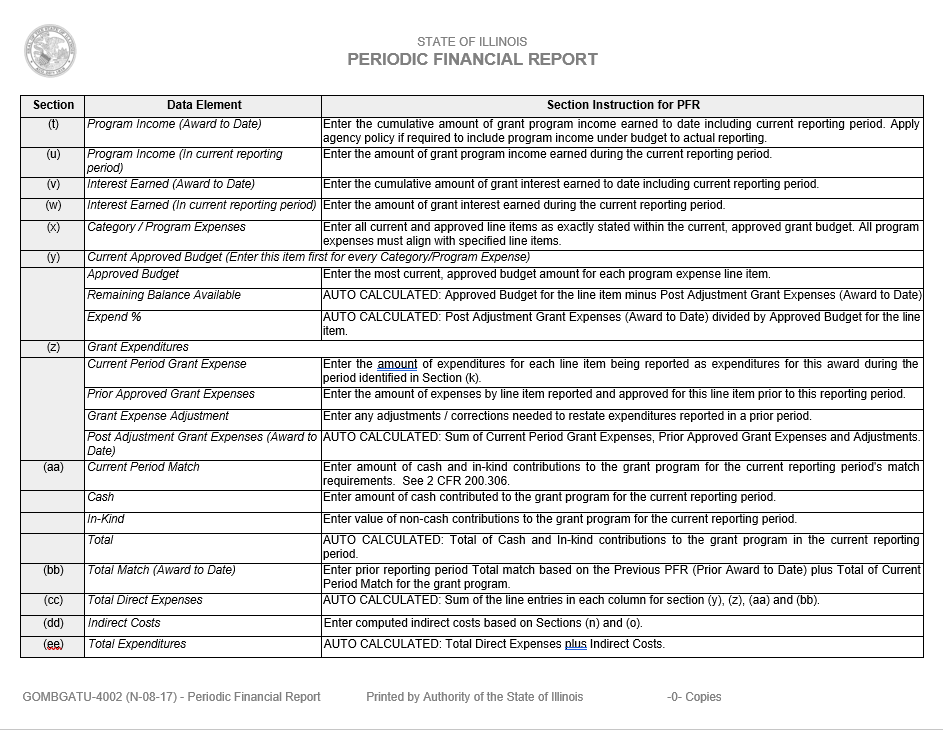 STATE OF ILLINOIS
PERIODIC FINANCIAL REPORT
Section Data Element Section Instruction for PFR
(t) Program Income (Award to Date) Enter the cumulative amount of grant program income earned to date including current reporting period. Apply
agency policy if required to include program income under budget to actual reporting.
(u) Program Income (In current reporting Enter the amount of grant program income earned during the current reporting period.
period)
(v) Interest Earned (Award to Date) Enter the cumulative amount of grant interest earned to date including current reporting period.
(w) Interest Earned (In current reporting period) Enter the amount of grant interest earned during the current reporting period.
(x) Category / Program Expenses Enter all current and approved line items as exactly stated within the current, approved grant budget. All program
expenses must align with specified line items.
(y) Current Approved Budget (Enter this item first for every Category/Program Expense)
Approved Budget Enter the most current, approved budget amount for each program expense line item.
Remaining Balance Available AUTO CALCULATED: Approved Budget for the line item minus Post Adjustment Grant Expenses (Award to Date)
Expend % AUTO CALCULATED: Post Adjustment Grant Expenses (Award to Date) divided by Approved Budget for the line
item.
(z) Grant Expenditures
Current Period Grant Expense Enter the amount of expenditures for each line item being reported as expenditures for this award during the
period identified in Section (k).
Prior Approved Grant Expenses Enter the amount of expenses by line item reported and approved for this line item prior to this reporting period.
Grant Expense Adjustment Enter any adjustments / corrections needed to restate expenditures reported in a prior period.
Post Adjustment Grant Expenses (Award to AUTO CALCULATED: Sum of Current Period Grant Expenses, Prior Approved Grant Expenses and Adjustments.
Date)
(aa) Current Period Match Enter amount of cash and in-kind contributions to the grant program for the current reporting period's match
requirements. See 2 CFR 200.306.
Cash Enter amount of cash contributed to the grant program for the current reporting period.
In-Kind Enter value of non-cash contributions to the grant program for the current reporting period.
Total AUTO CALCULATED: Total of Cash and In-kind contributions to the grant program in the current reporting
period.
(bb) Total Match (Award to Date) Enter prior reporting period Total match based on the Previous PFR (Prior Award to Date) plus Total of Current
Period Match for the grant program.
(cc) Total Direct Expenses AUTO CALCULATED: Sum of the line entries in each column for section (y), (z), (aa) and (bb).
(dd) Indirect Costs Enter computed indirect costs based on Sections (n) and (o).
(ee) Total Expenditures AUTO CALCULATED: Total Direct Expenses plus Indirect Costs.
GOMBGATU-4002 (N-08-17) - Periodic Financial Report Printed by Authority of the State of Illinois -0- Copies